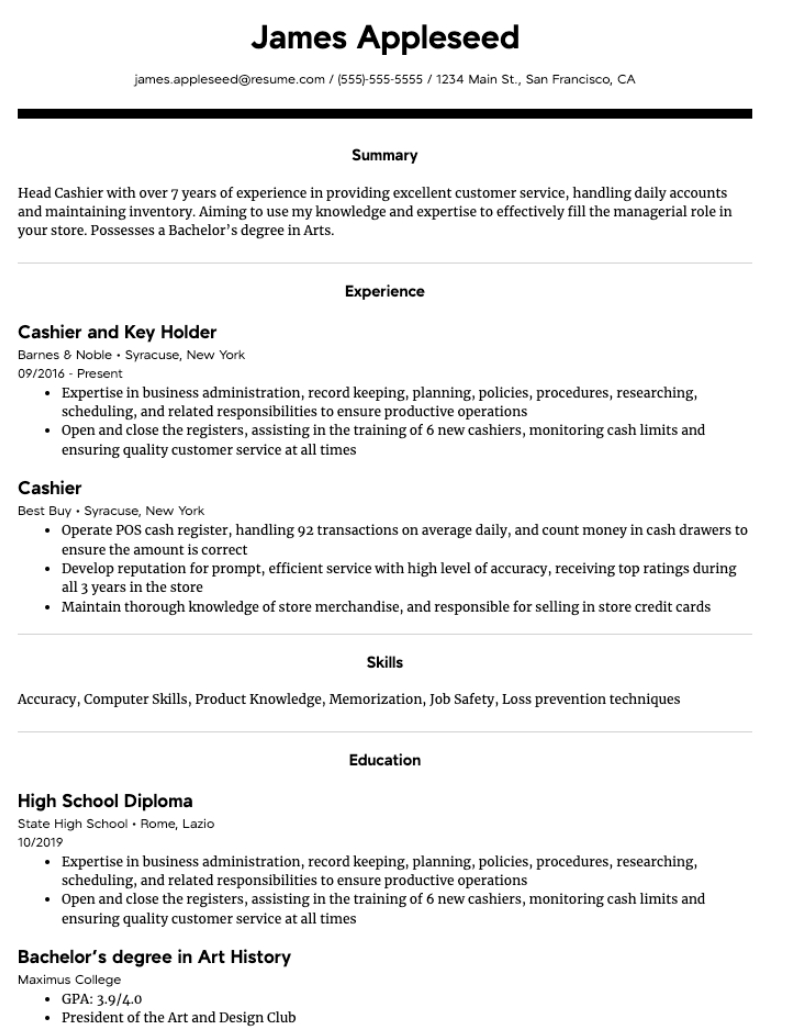 James Appleseed
james.appleseed@resume.com / (555)-555-5555 / 1234 Main St., San Francisco, CA
Summary
Head Cashier with over 7 years of experience in providing excellent customer service, handling daily accounts
and maintaining inventory. Aiming to use my knowledge and expertise to effectively fill the managerial role in
your store. Possesses a Bachelor’s degree in Arts.
Experience
Cashier and Key Holder
Barnes & Noble • Syracuse, New York
09/2016 - Present
• Expertise in business administration, record keeping, planning, policies, procedures, researching,
scheduling, and related responsibilities to ensure productive operations
• Open and close the registers, assisting in the training of 6 new cashiers, monitoring cash limits and
ensuring quality customer service at all times
Cashier
Best Buy • Syracuse, New York
• Operate POS cash register, handling 92 transactions on average daily, and count money in cash drawers to
ensure the amount is correct
• Develop reputation for prompt, efficient service with high level of accuracy, receiving top ratings during
all 3 years in the store
• Maintain thorough knowledge of store merchandise, and responsible for selling in store credit cards
Skills
Accuracy, Computer Skills, Product Knowledge, Memorization, Job Safety, Loss prevention techniques
Education
High School Diploma
State High School • Rome, Lazio
10/2019
• Expertise in business administration, record keeping, planning, policies, procedures, researching,
scheduling, and related responsibilities to ensure productive operations
• Open and close the registers, assisting in the training of 6 new cashiers, monitoring cash limits and
ensuring quality customer service at all times
Bachelor’s degree in Art History
Maximus College
• GPA: 3.9/4.0
• President of the Art and Design Club